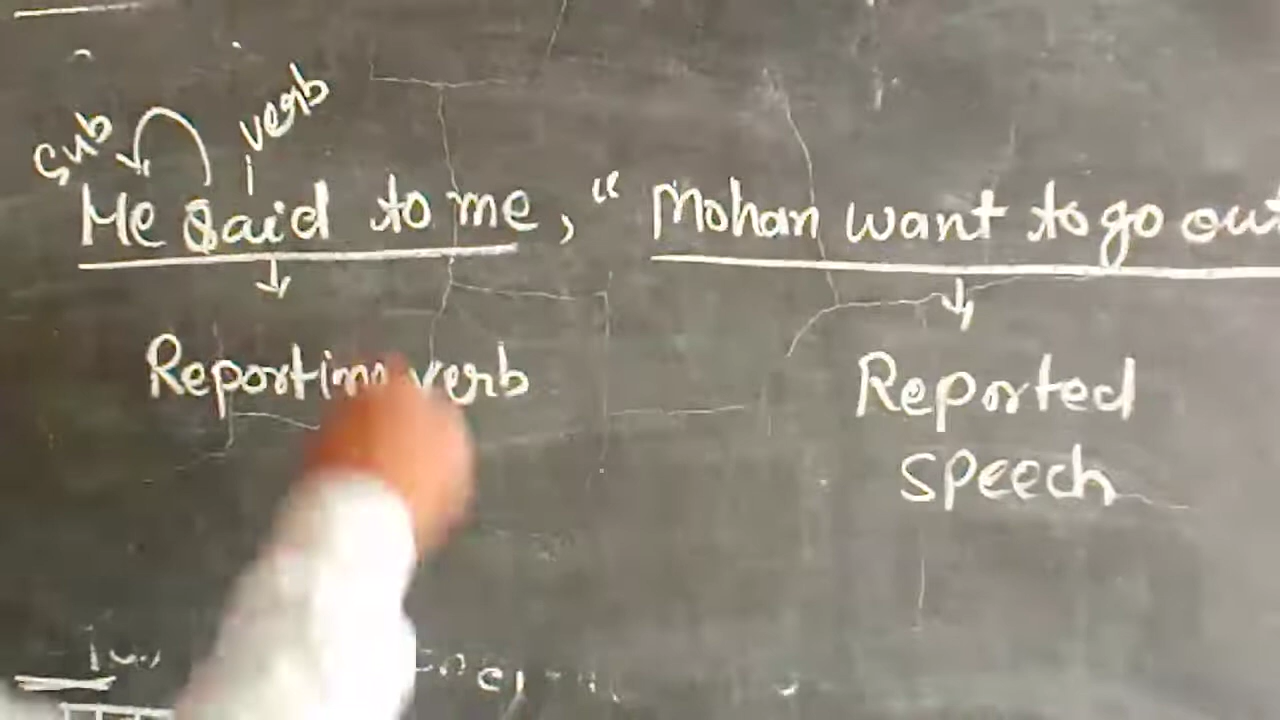 Sub verb
He said to me, “ Mohan want to go out
Reporting verb
Reported
speech